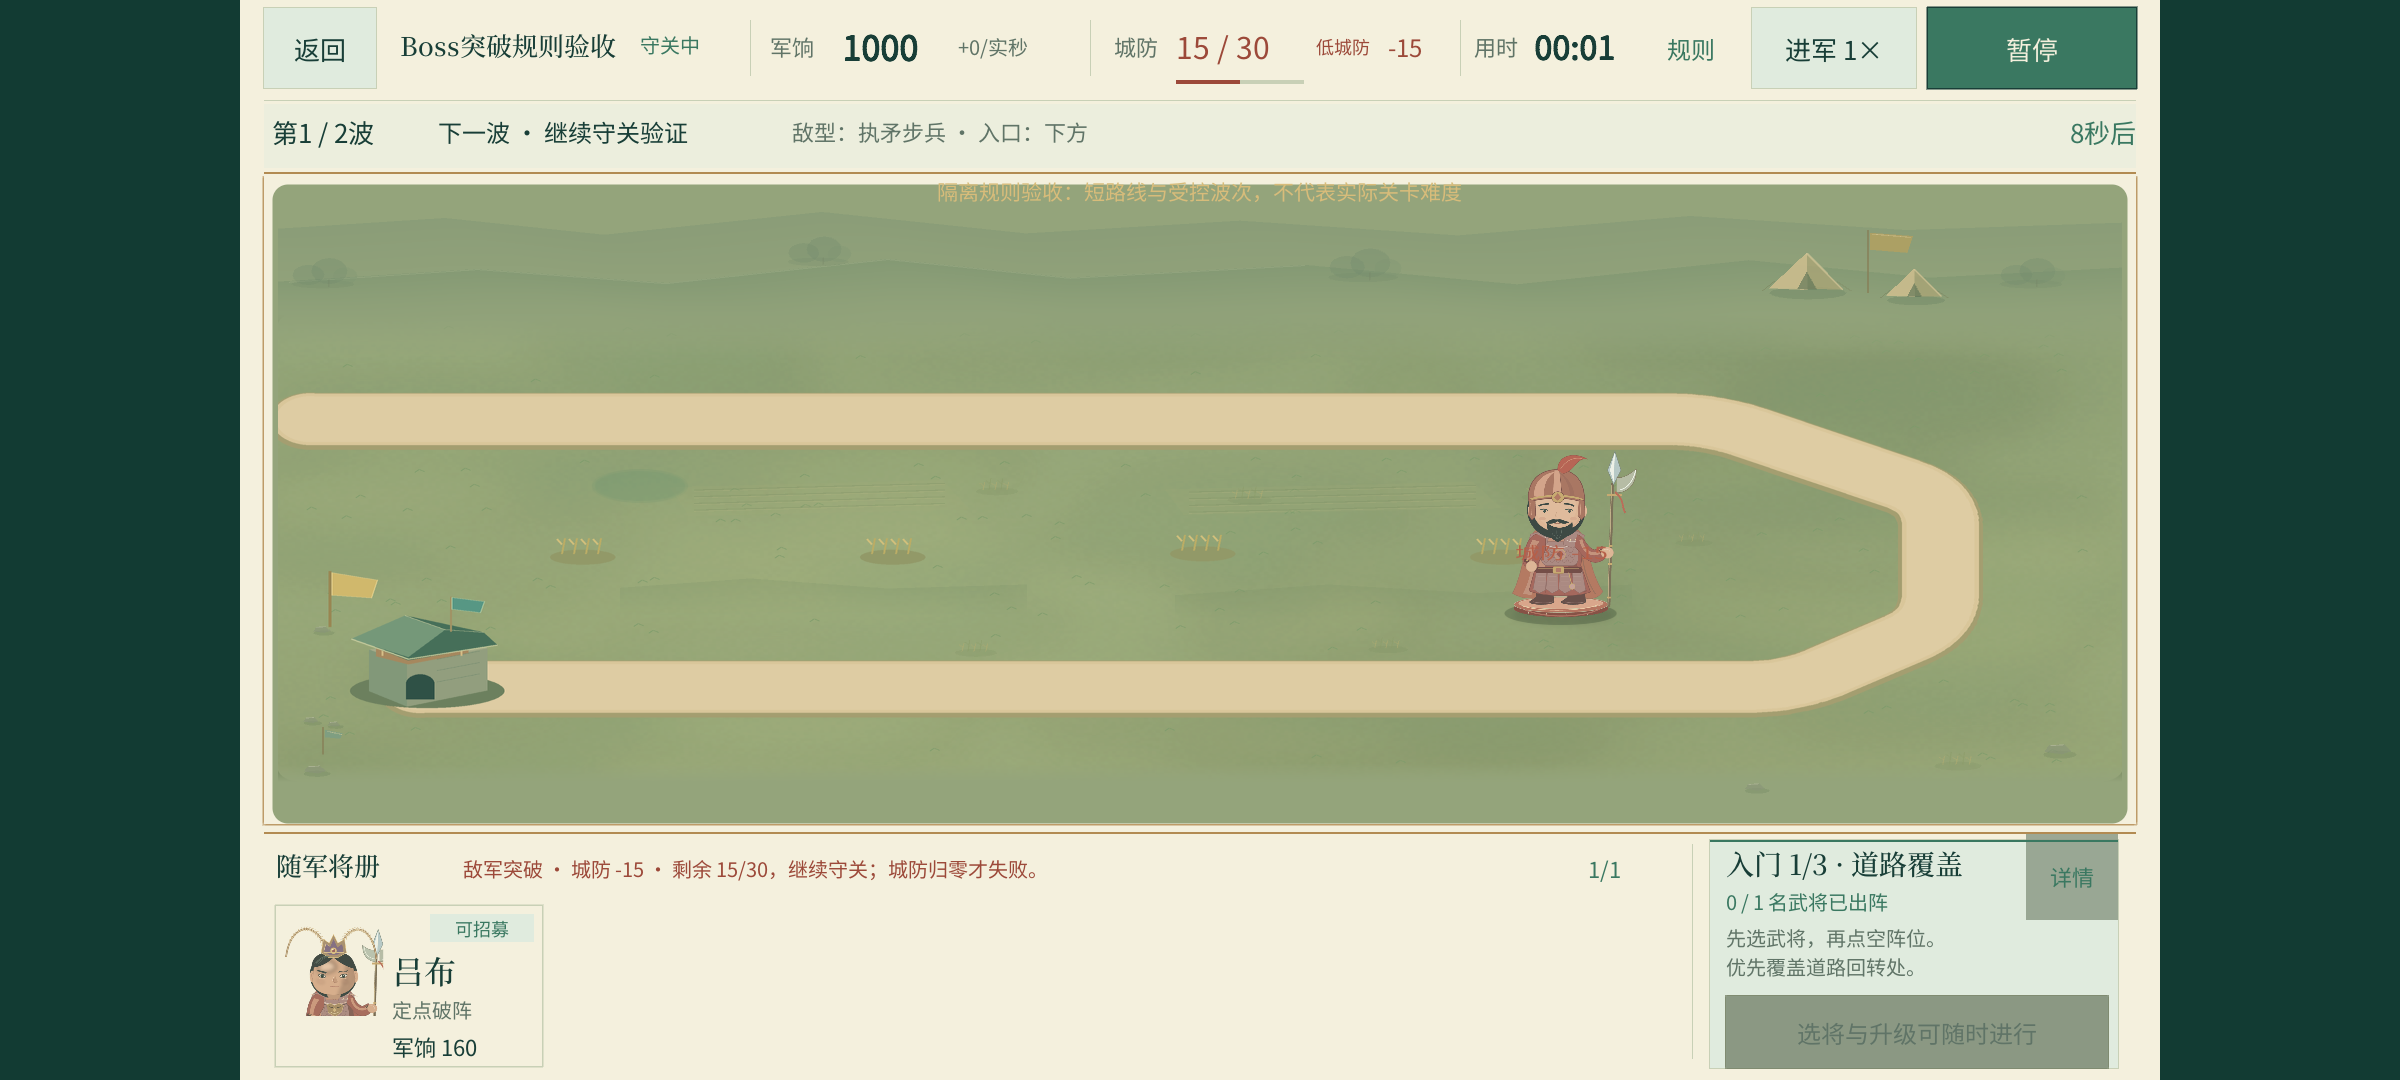 返回
Boss突破规则验收 守关中
军饷 1000 +0/实秒
城防 15 / 30 低城防 -15
用时 00:01
规则
进军 1×
暂停
第1 / 2波 下一波 · 继续守关验证 敌型：执矛步兵 · 入口：下方 8秒后
隔离规则验收：短路线与受控波次，不代表实际关卡难度
随军将册 敌军突破 · 城防 -15 · 剩余 15/30，继续守关；城防归零才失败。 1/1
可招募
吕布
定点破阵
军饷 160
入门 1/3 · 道路覆盖
详情
0 / 1 名武将已出阵
先选武将，再点空阵位。
优先覆盖道路回转处。
选将与升级可随时进行